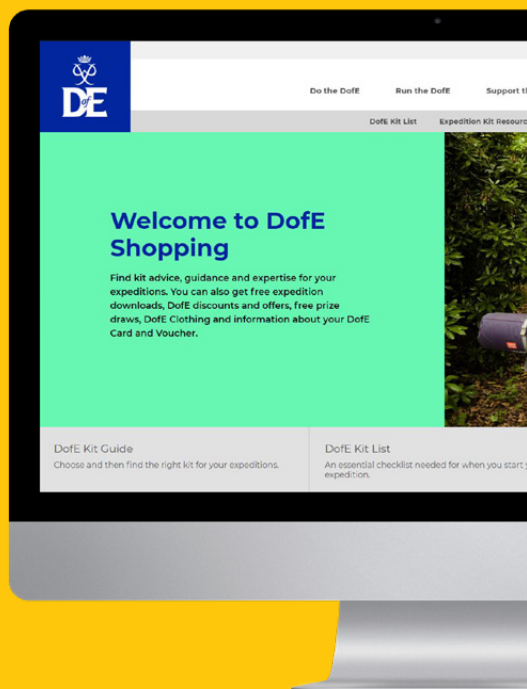 DofE
Do the DofE Run the DofE Support
DofE Kit List Expedition Kit
Welcome to DofE
Shopping
Find kit advice, guidance and expertise for your
expeditions. You can also get free expedition
downloads, DofE discounts and offers, free prize
draws, DofE Clothing and information about your DofE
Card and Voucher.
DofE Kit Guide
Choose and then find the right kit for your expeditions.
DofE Kit List
An essential checklist needed for when you start
expedition.